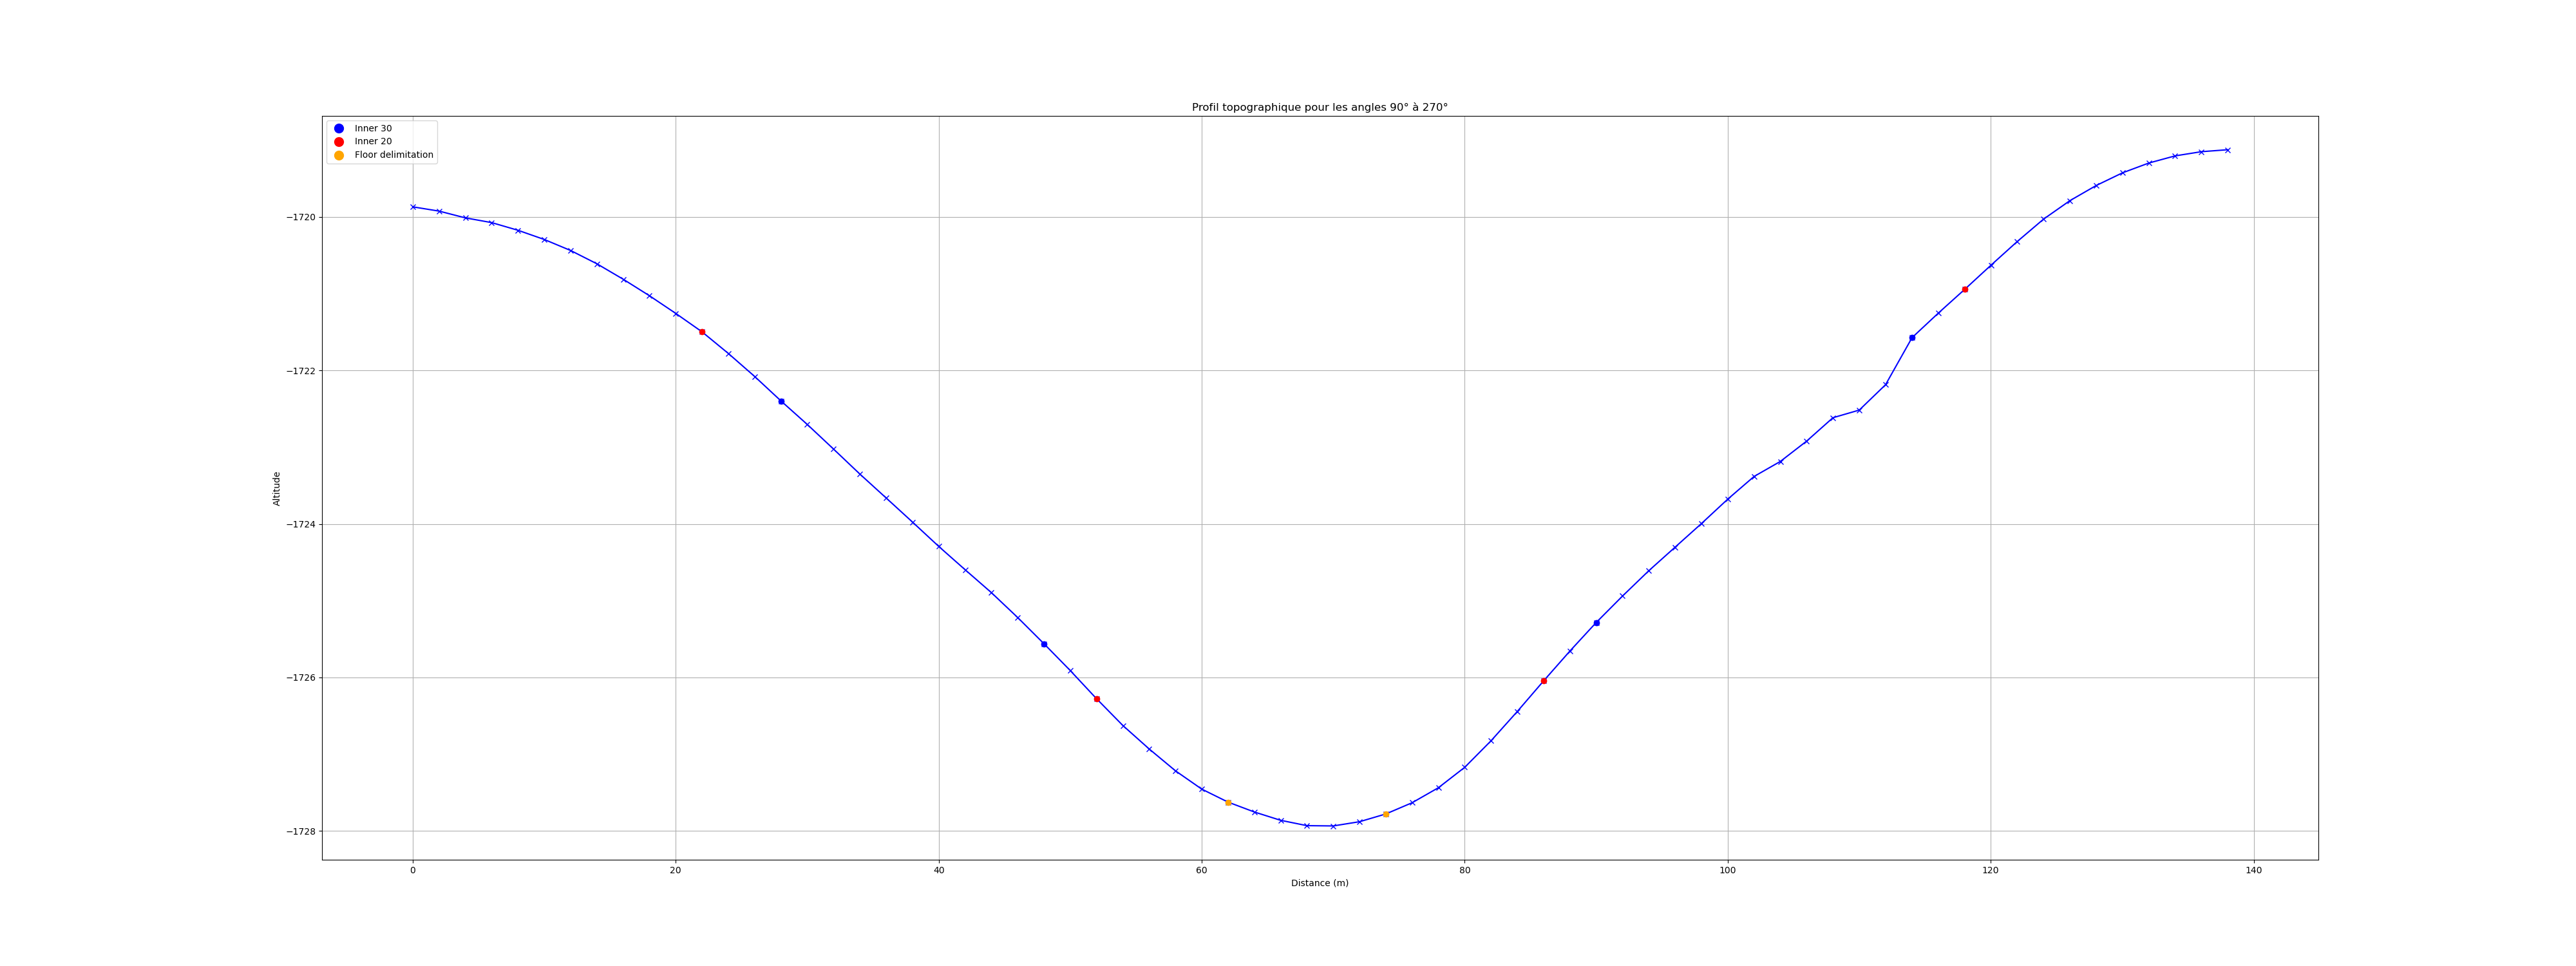 Profil topographique pour les angles 90° à 270°
Inner 30
Inner 20
Floor delimitation
Altitude
−1720
−1722
−1724
−1726
−1728
0 20 40 60 80 100 120 140
Distance (m)